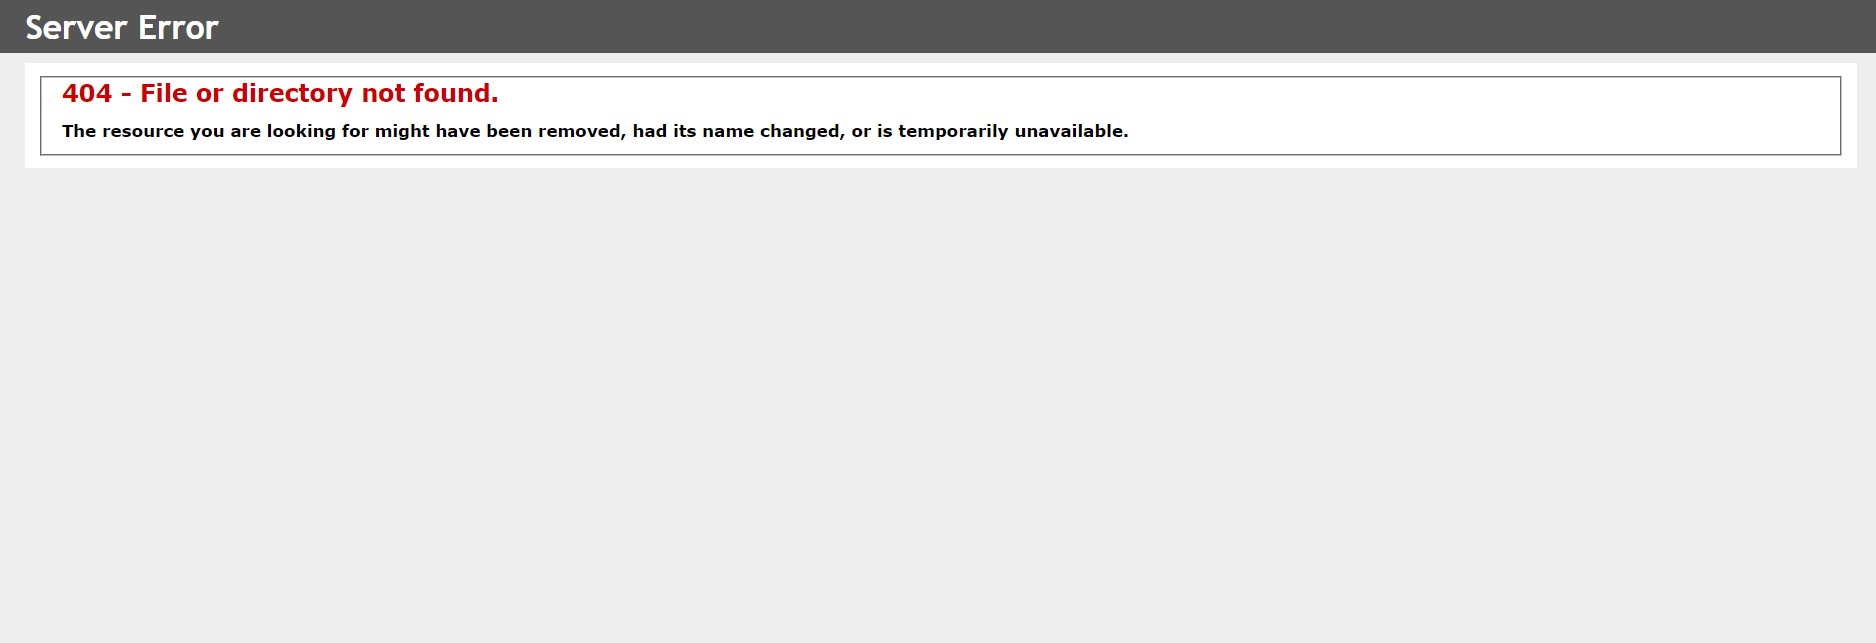 Server Error
404 - File or directory not found.
The resource you are looking for might have been removed, had its name changed, or is temporarily unavailable.